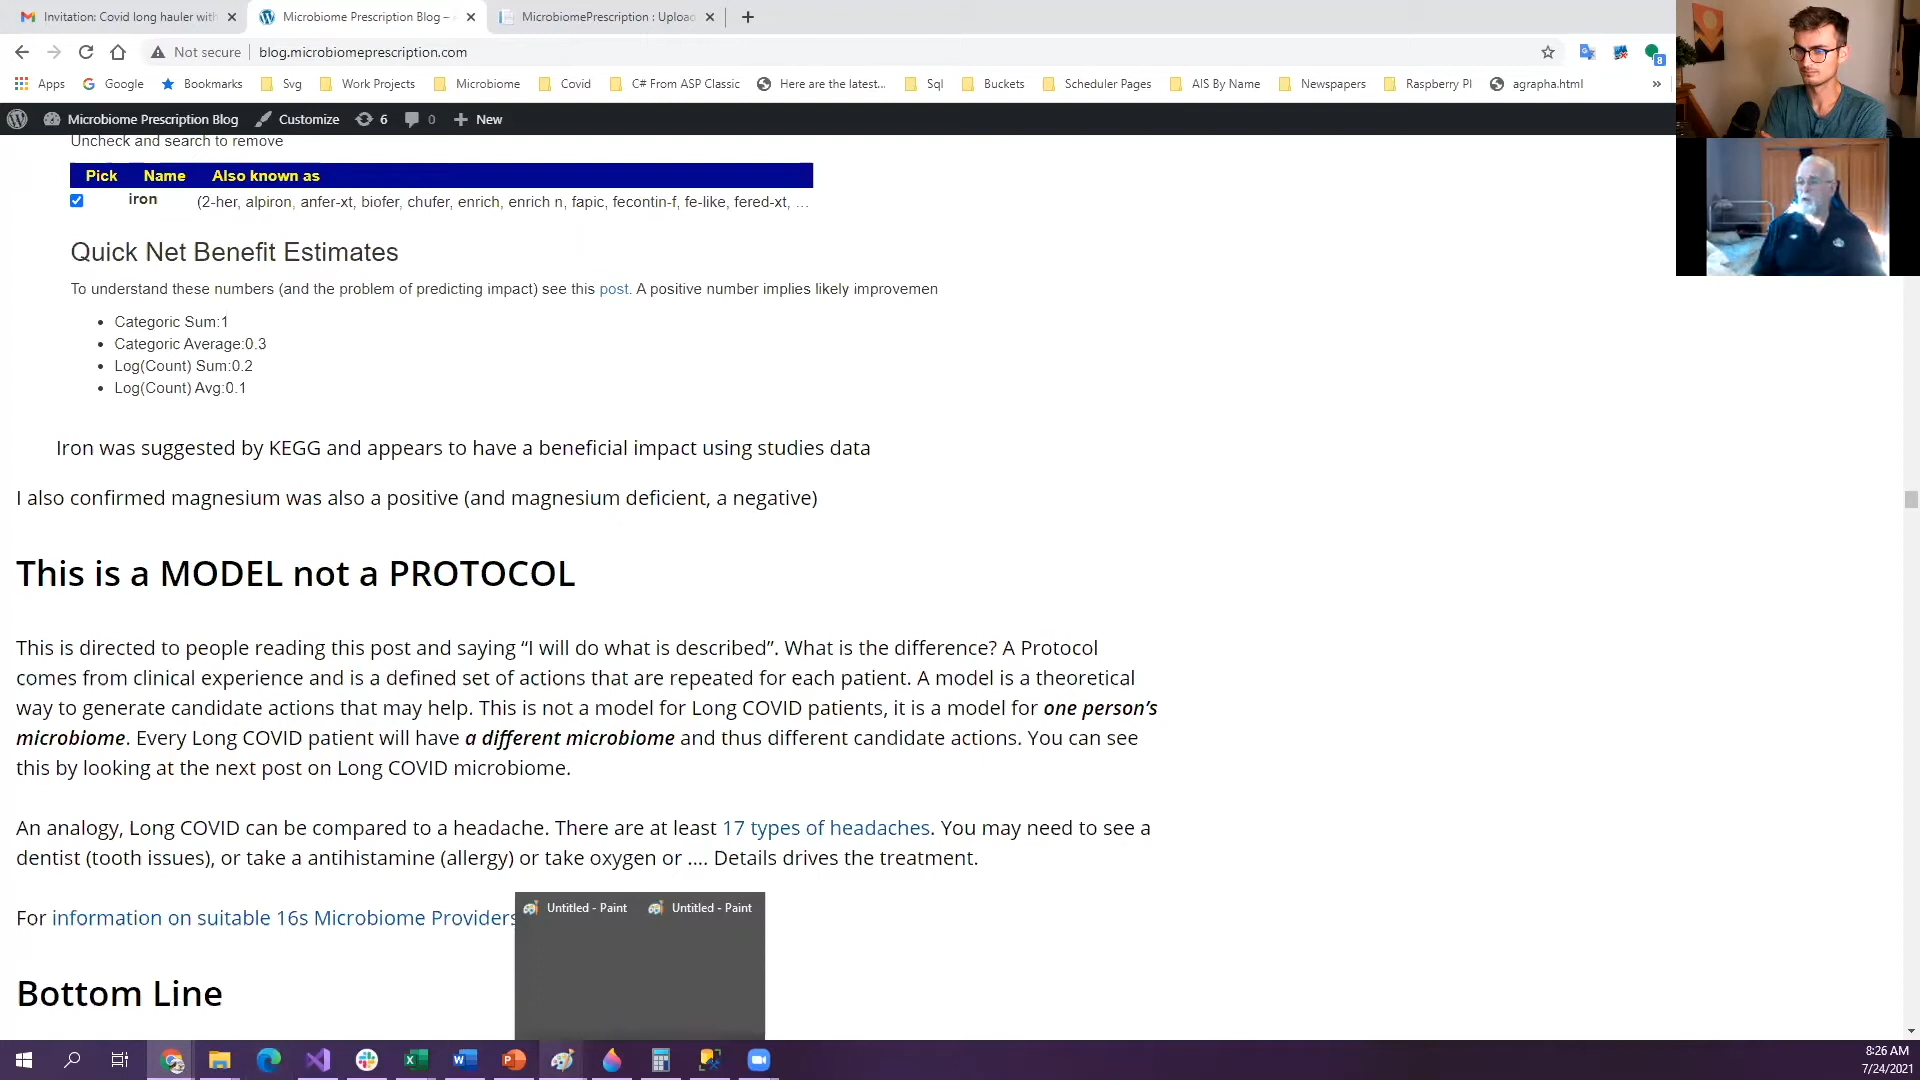 Invitation: Covid long hauler with
Microbiome Prescription Blog –
MicrobiomePrescription : Uploa
Not secure
blog.microbiomeprescription.com
8
Apps
Google
Bookmarks
Svg
Work Projects
Microbiome
Covid
C# From ASP Classic
Here are the latest...
Sql
Buckets
Scheduler Pages
AIS By Name
Newspapers
Raspberry PI
agrapha.html
»
Microbiome Prescription Blog
Customize
6
0
New
Uncheck and search to remove
Pick Name Also known as
iron (2-her, alpiron, anfer-xt, biofer, chufer, enrich, enrich n, fapic, fecontin-f, fe-like, fered-xt, ...
Quick Net Benefit Estimates
To understand these numbers (and the problem of predicting impact) see this post. A positive number implies likely improvemen
• Categoric Sum:1
• Categoric Average:0.3
• Log(Count) Sum:0.2
• Log(Count) Avg:0.1
Iron was suggested by KEGG and appears to have a beneficial impact using studies data
I also confirmed magnesium was also a positive (and magnesium deficient, a negative)
This is a MODEL not a PROTOCOL
This is directed to people reading this post and saying “I will do what is described”. What is the difference? A Protocol
comes from clinical experience and is a defined set of actions that are repeated for each patient. A model is a theoretical
way to generate candidate actions that may help. This is not a model for Long COVID patients, it is a model for one person’s
microbiome. Every Long COVID patient will have a different microbiome and thus different candidate actions. You can see
this by looking at the next post on Long COVID microbiome.
An analogy, Long COVID can be compared to a headache. There are at least 17 types of headaches. You may need to see a
dentist (tooth issues), or take a antihistamine (allergy) or take oxygen or …. Details drives the treatment.
For information on suitable 16s Microbiome Providers
Untitled - Paint
Untitled - Paint
Bottom Line
8:26 AM
7/24/2021